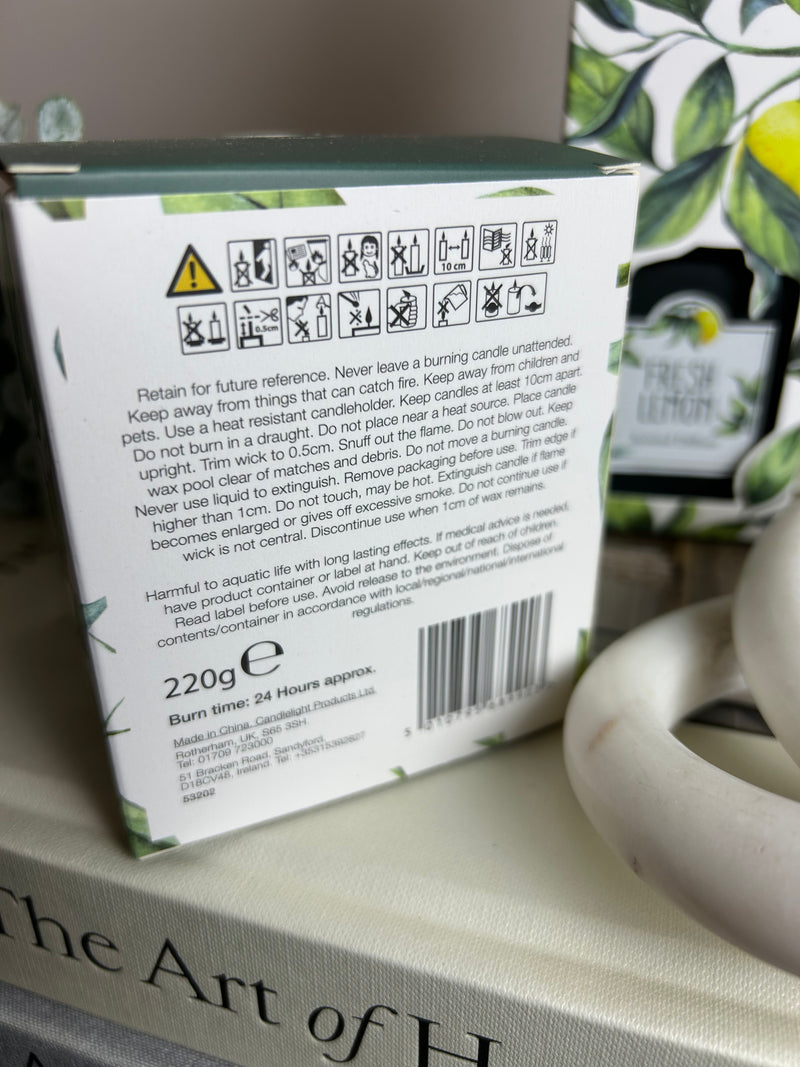 10 cm
0.5cm
Retain for future reference. Never leave a burning candle unattended.
Keep away from things that can catch fire. Keep away from children and
pets. Use a heat resistant candleholder. Keep candles at least 10cm apart.
Do not burn in a draught. Do not place near a heat source. Place candle
upright. Trim wick to 0.5cm. Snuff out the flame. Do not blow out. Keep
wax pool clear of matches and debris. Do not move a burning candle.
Never use liquid to extinguish. Remove packaging before use. Trim edge if
higher than 1cm. Do not touch, may be hot. Extinguish candle if flame
becomes enlarged or gives off excessive smoke. Do not continue use if
wick is not central. Discontinue use when 1cm of wax remains.
Harmful to aquatic life with long lasting effects. If medical advice is needed,
have product container or label at hand. Keep out of reach of children.
Read label before use. Avoid release to the environment. Dispose of
contents/container in accordance with local/regional/national/international
regulations.
220g ℮
Burn time: 24 Hours approx.
Made in China. Candlelight Products Ltd.
Rotherham, UK, S65 3SH.
Tel: 01709 723000
51 Bracken Road, Sandyford,
D18CV48, Ireland. Tel: +35315392627
53202
FRESH
LEMON
The Art of H